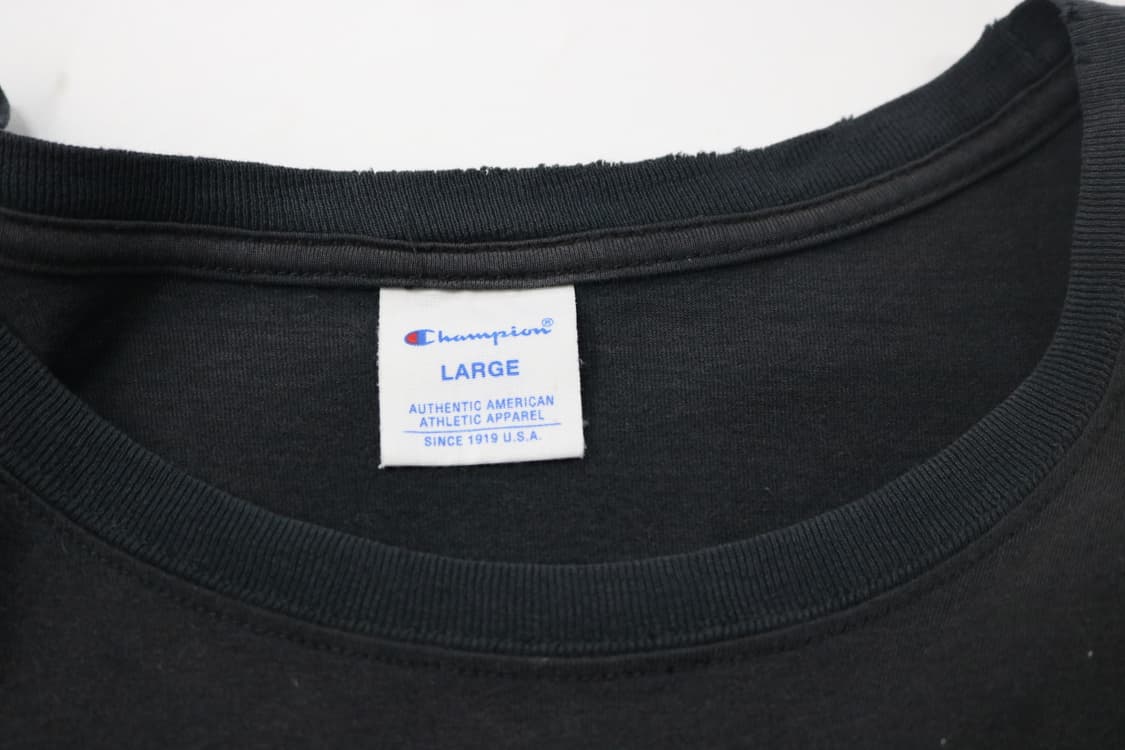 Champion®
LARGE
AUTHENTIC AMERICAN
ATHLETIC APPAREL
SINCE 1919 U.S.A.